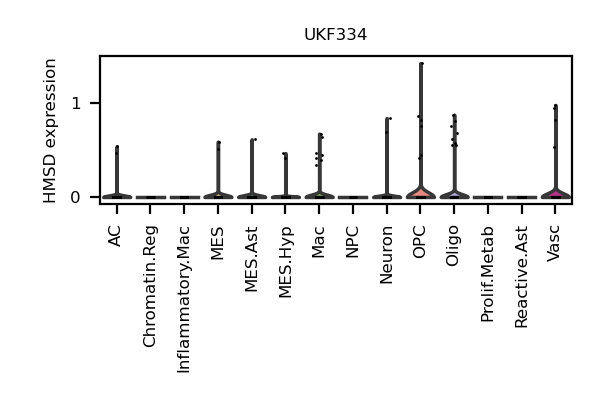 UKF334
HMSD expression
1
0
AC
Chromatin.Reg
Inflammatory.Mac
MES
MES.Ast
MES.Hyp
Mac
NPC
Neuron
OPC
Oligo
Prolif.Metab
Reactive.Ast
Vasc